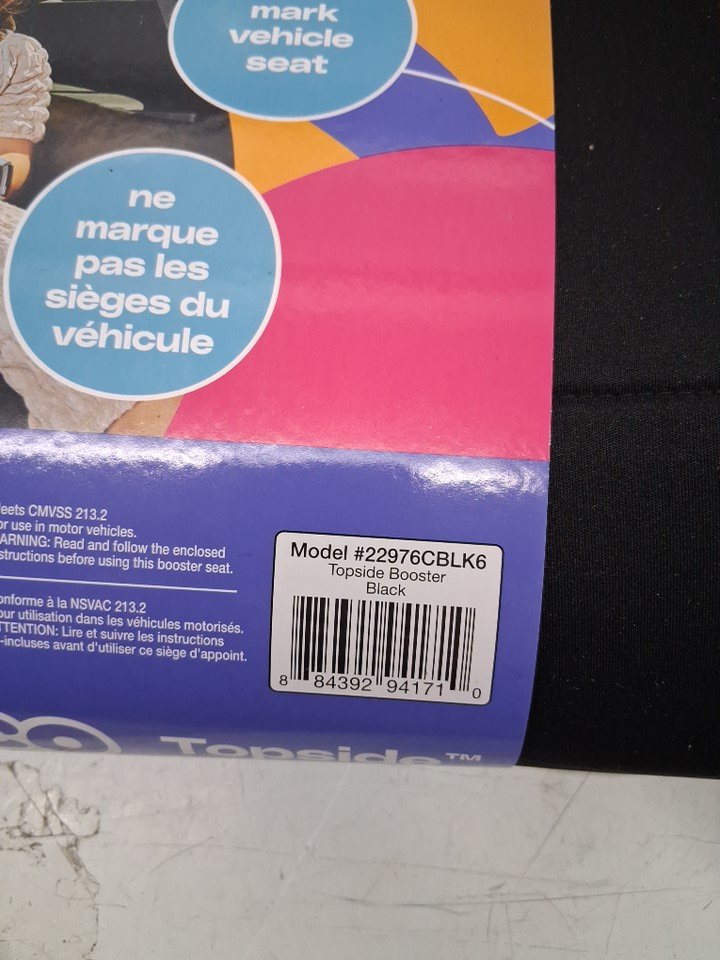 mark
vehicle
seat
ne
marque
pas les
sièges du
véhicule
eets CMVSS 213.2
or use in motor vehicles.
ARNING: Read and follow the enclosed
structions before using this booster seat.
onforme à la NSVAC 213.2
our utilisation dans les véhicules motorisés.
TTENTION: Lire et suivre les instructions
-incluses avant d'utiliser ce siège d'appoint.
Model #22976CBLK6
Topside Booster
Black
8 84392 94171 0
Topside™